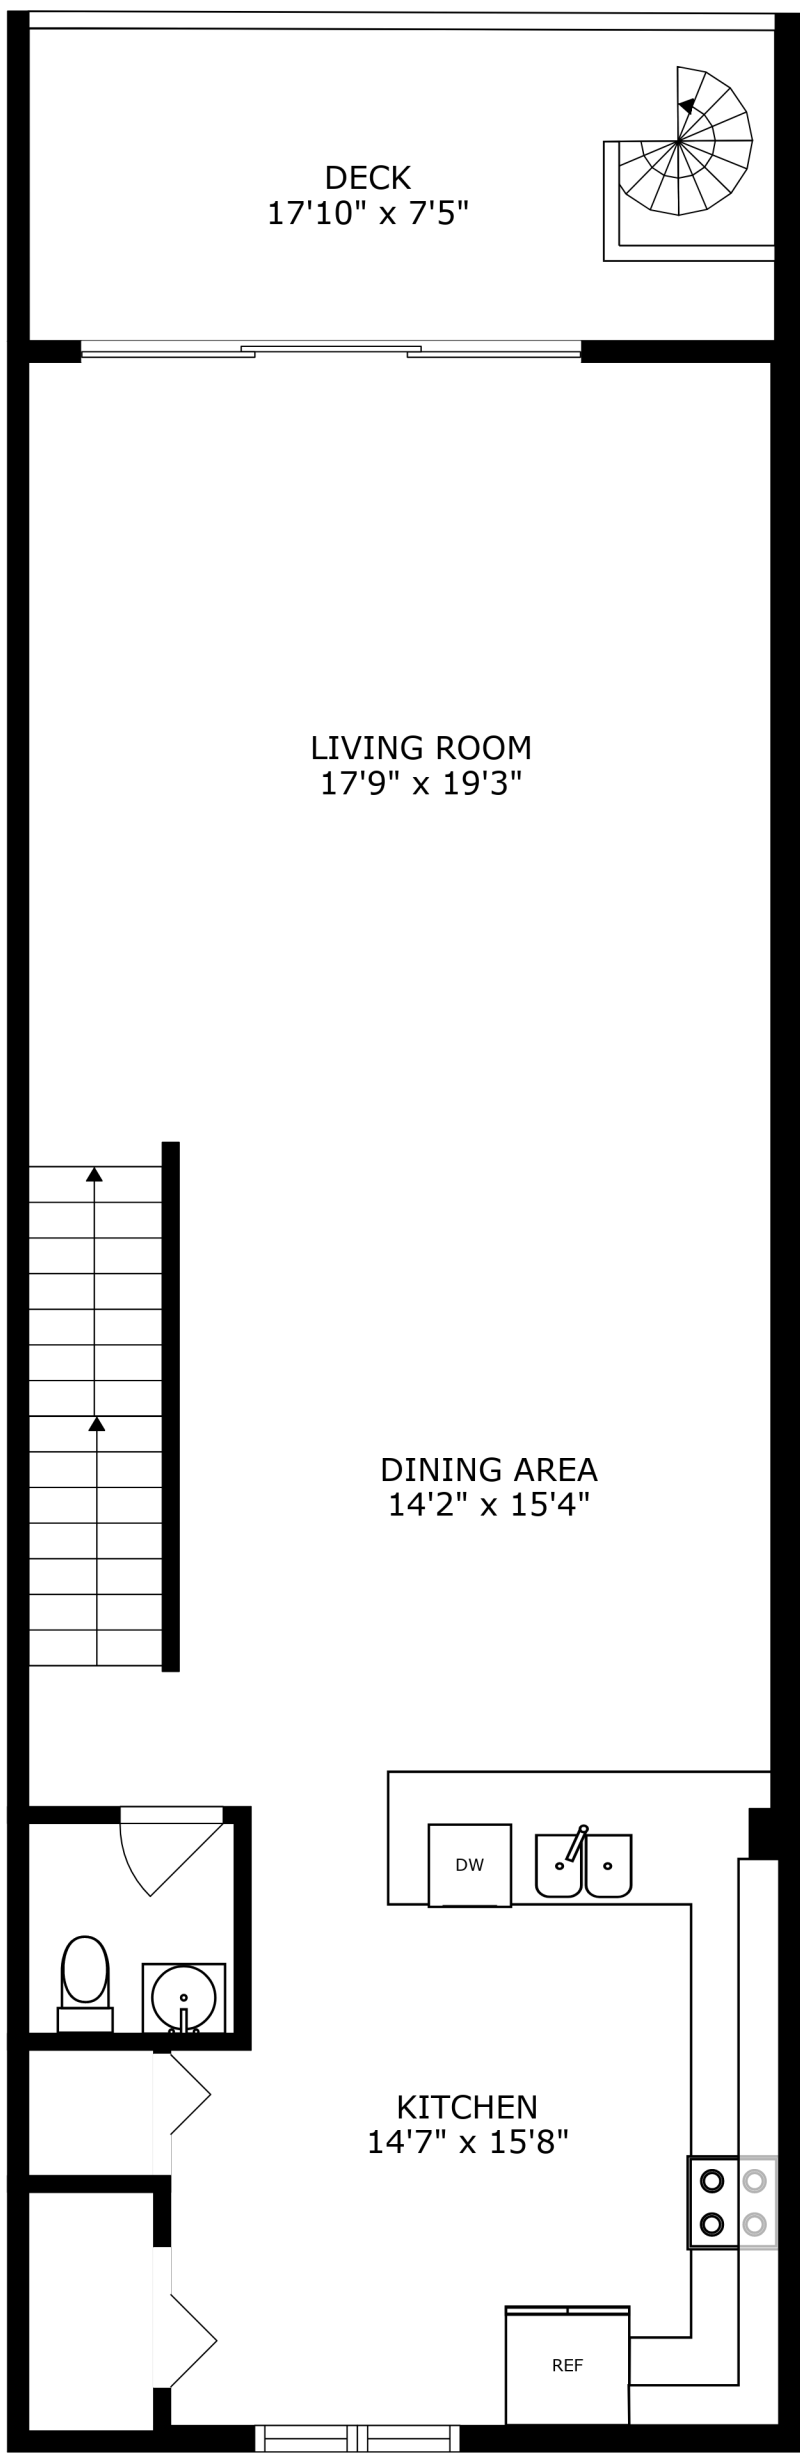 DECK
17'10" x 7'5"
LIVING ROOM
17'9" x 19'3"
DINING AREA
14'2" x 15'4"
DW
KITCHEN
14'7" x 15'8"
REF